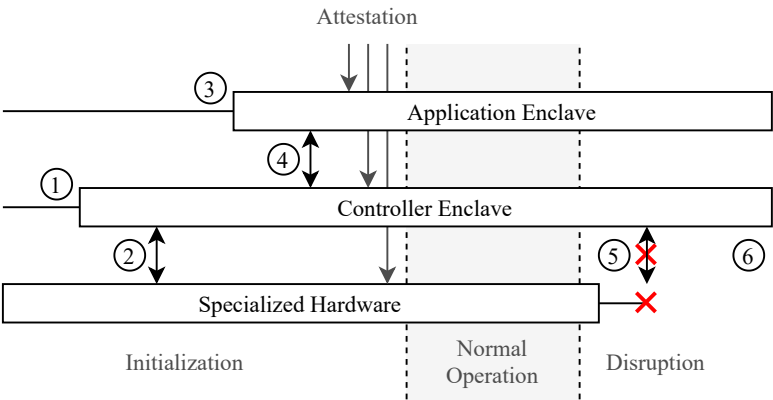 Attestation
3
Application Enclave
4
1
Controller Enclave
2
5
6
Specialized Hardware
Initialization
Normal
Operation
Disruption